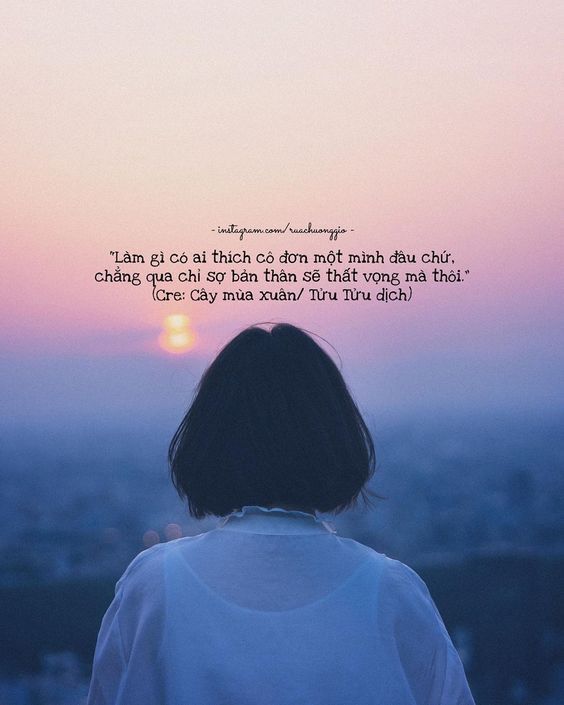 - instagram.com/ruachuonggio -
"Làm gì có ai thích cô đơn một mình đâu chứ,
chẳng qua chỉ sợ bản thân sẽ thất vọng mà thôi."
(Cre: Cây mùa xuân/ Tửu Tửu dịch)